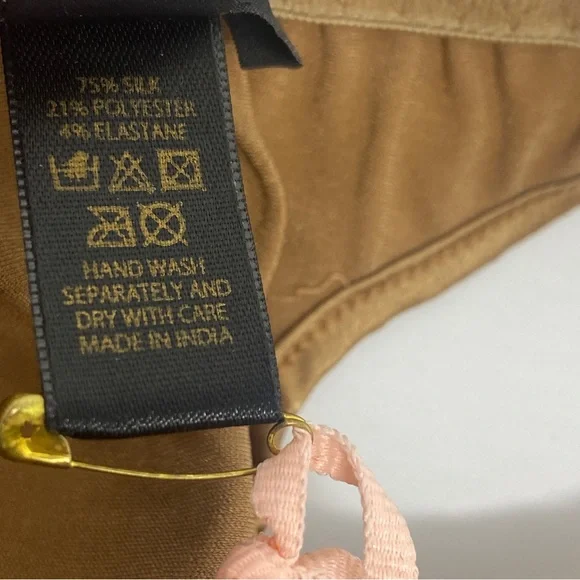 75% SILK
21% POLYESTER
4% ELASTANE
HAND WASH
SEPARATELY AND
DRY WITH CARE
MADE IN INDIA